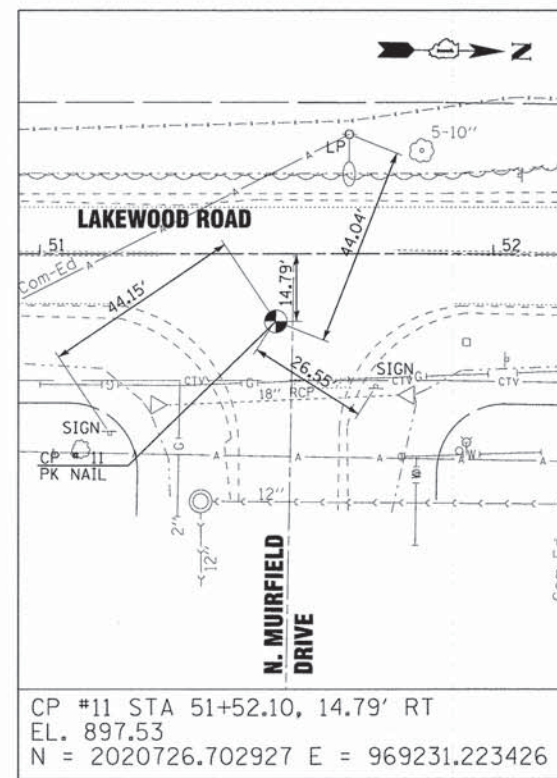 N
5-10"
LP
LAKEWOOD ROAD
51
52
Com-Ed
A
A
A
44.15'
14.79'
44.04'
26.55'
SIGN
CTV
G
CTV
G
CTV
18" RCP
SIGN
G
CP 11
PK NAIL
A
A
A
A
A
W
12"
2"
12"
N. MUIRFIELD
DRIVE
CP #11 STA 51+52.10, 14.79' RT
EL. 897.53
N = 2020726.702927 E = 969231.223426